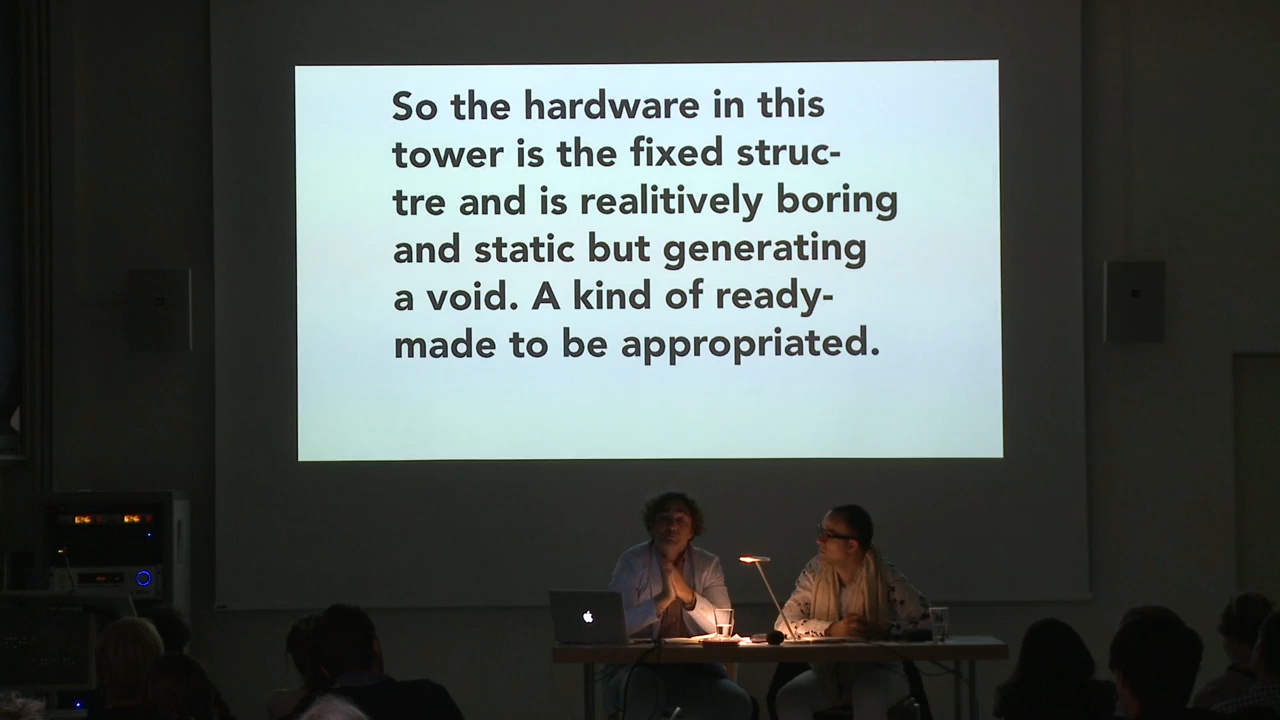 So the hardware in this
tower is the fixed struc-
tre and is realitively boring
and static but generating
a void. A kind of ready-
made to be appropriated.